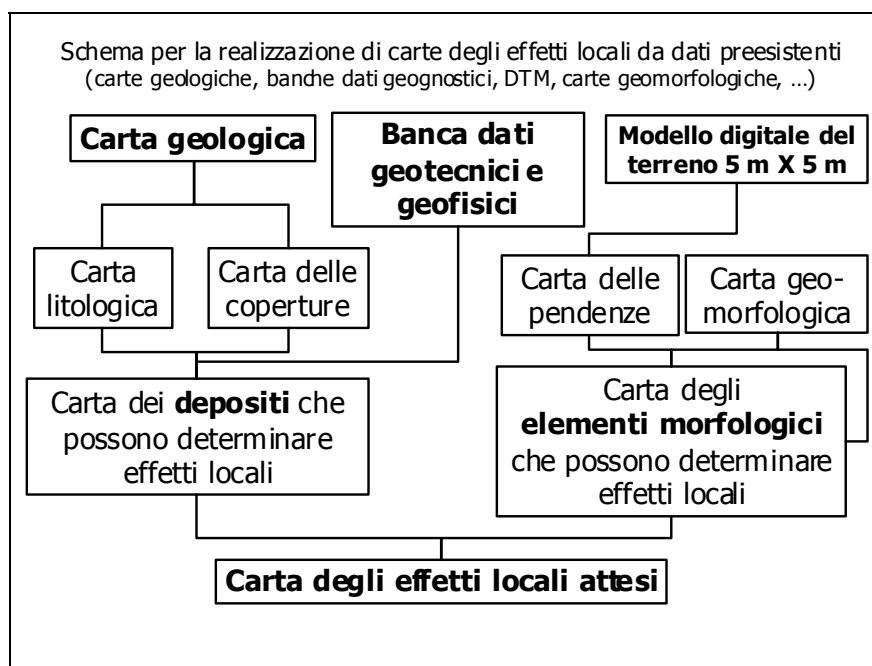 Schema per la realizzazione di carte degli effetti locali da dati preesistenti
(carte geologiche, banche dati geognostici, DTM, carte geomorfologiche, ...)
Carta geologica
Banca dati
geotecnici e
geofisici
Modello digitale del
terreno 5 m X 5 m
Carta
litologica
Carta delle
coperture
Carta delle
pendenze
Carta geo-
morfologica
Carta dei depositi che
possono determinare
effetti locali
Carta degli
elementi morfologici
che possono determinare
effetti locali
Carta degli effetti locali attesi